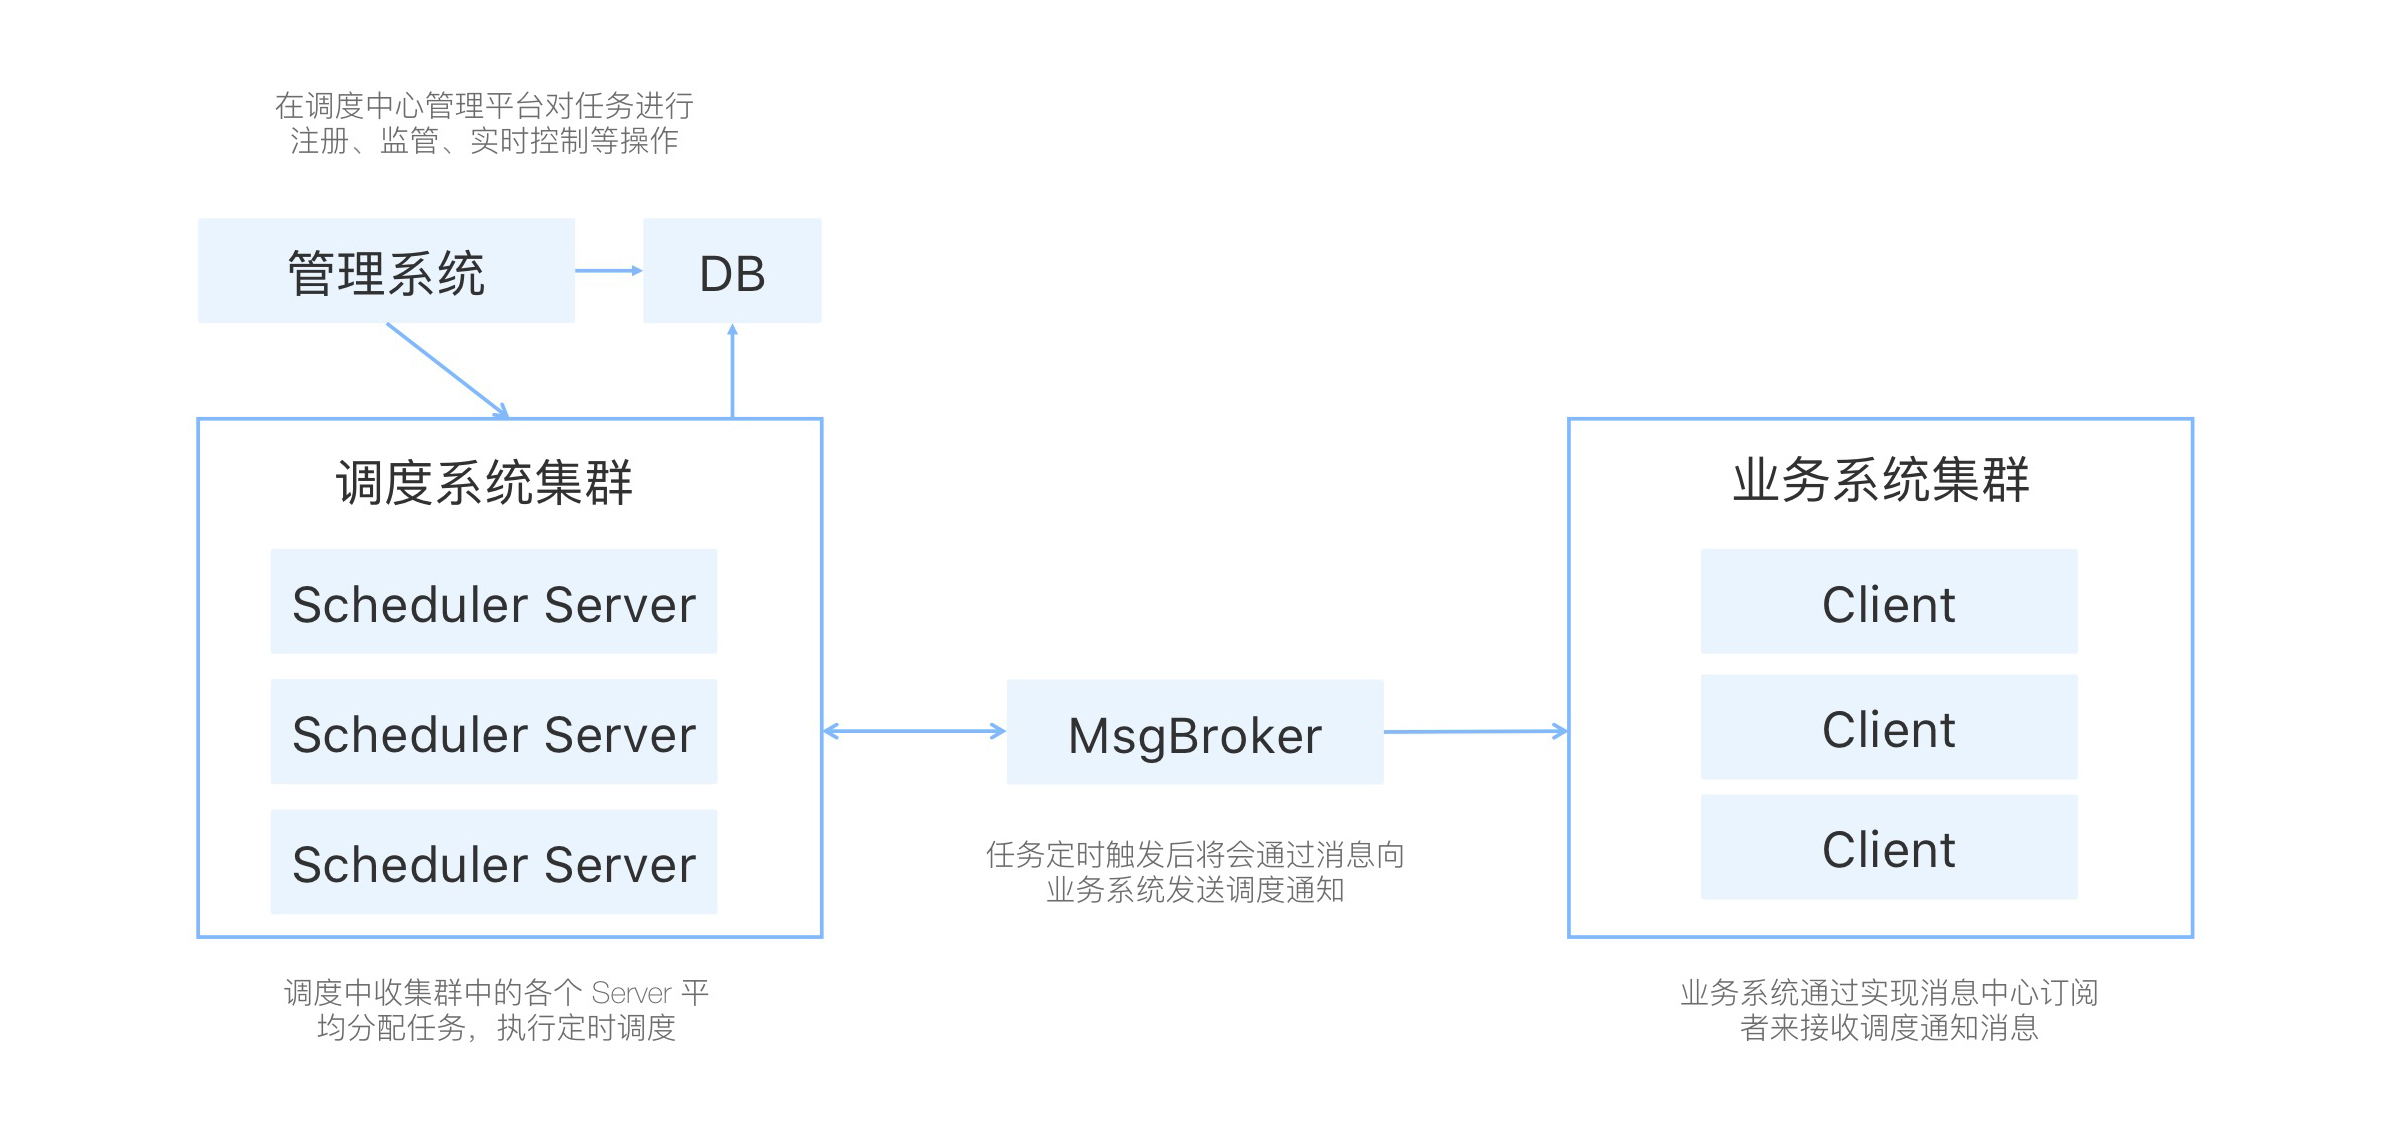 在调度中心管理平台对任务进行
注册、监管、实时控制等操作
管理系统
DB
调度系统集群
Scheduler Server
Scheduler Server
Scheduler Server
调度中收集群中的各个 Server 平
均分配任务，执行定时调度
MsgBroker
任务定时触发后将会通过消息向
业务系统发送调度通知
业务系统集群
Client
Client
Client
业务系统通过实现消息中心订阅
者来接收调度通知消息